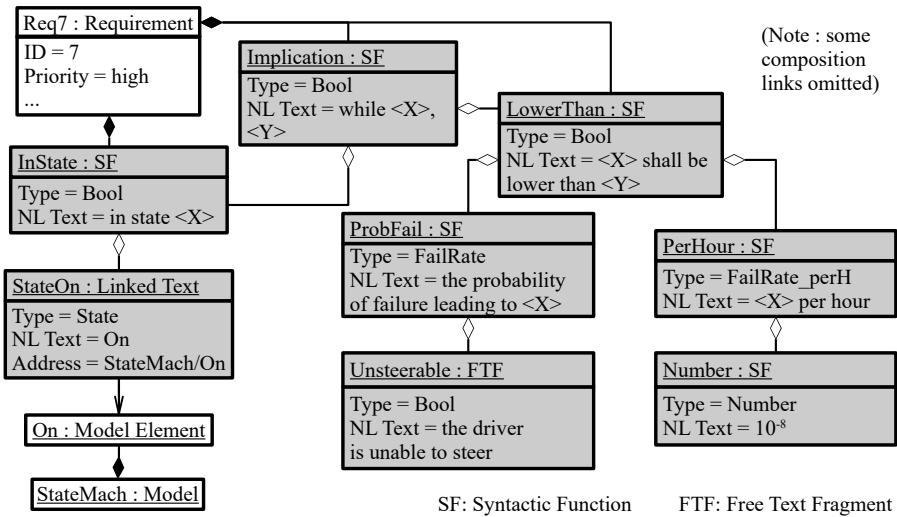 Req7 : Requirement
ID = 7
Priority = high
...
Implication : SF
Type = Bool
NL Text = while <X>,
<Y>
(Note : some
composition
links omitted)
LowerThan : SF
Type = Bool
NL Text = <X> shall be
lower than <Y>
InState : SF
Type = Bool
NL Text = in state <X>
ProbFail : SF
Type = FailRate
NL Text = the probability
of failure leading to <X>
PerHour : SF
Type = FailRate_perH
NL Text = <X> per hour
StateOn : Linked Text
Type = State
NL Text = On
Address = StateMach/On
Unsteerable : FTF
Type = Bool
NL Text = the driver
is unable to steer
Number : SF
Type = Number
NL Text = 10⁻⁸
On : Model Element
StateMach : Model
SF: Syntactic Function
FTF: Free Text Fragment